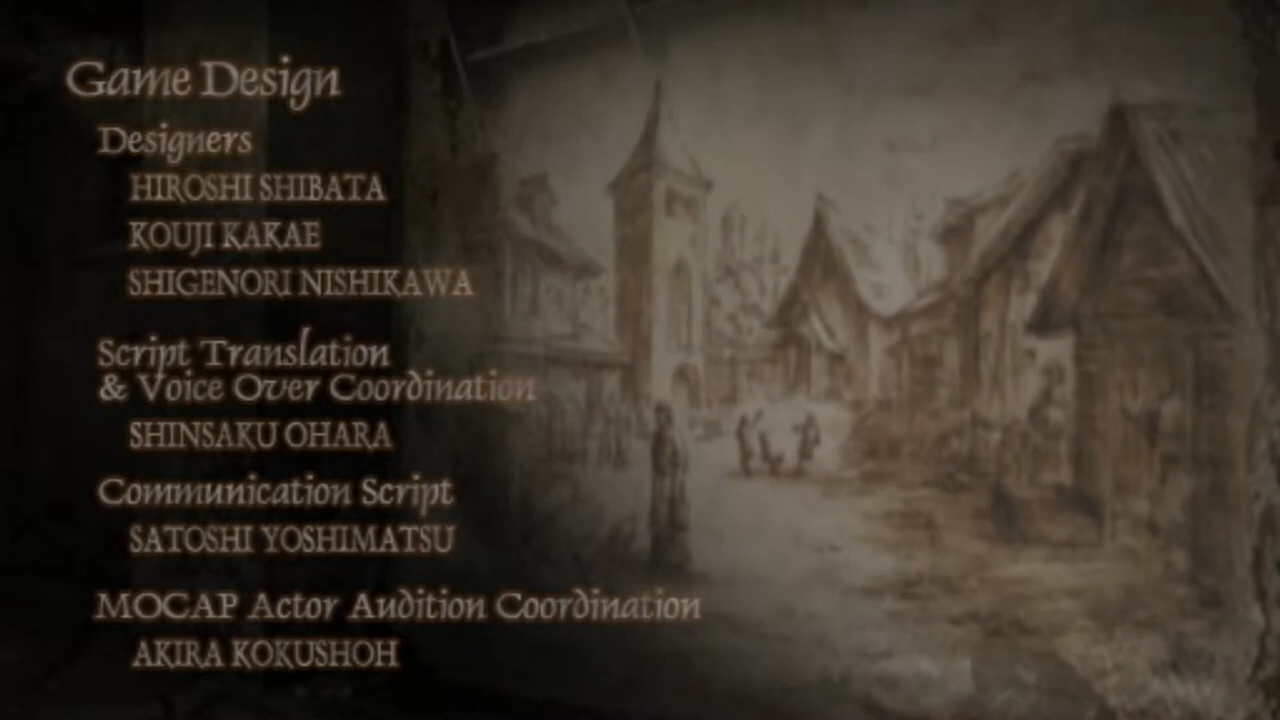 Game Design
Designers
HIROSHI SHIBATA
KOUJI KAKAE
SHIGENORI NISHIKAWA
Script Translation
& Voice Over Coordination
SHINSAKU OHARA
Communication Script
SATOSHI YOSHIMATSU
MOCAP Actor Audition Coordination
AKIRA KOKUSHOH